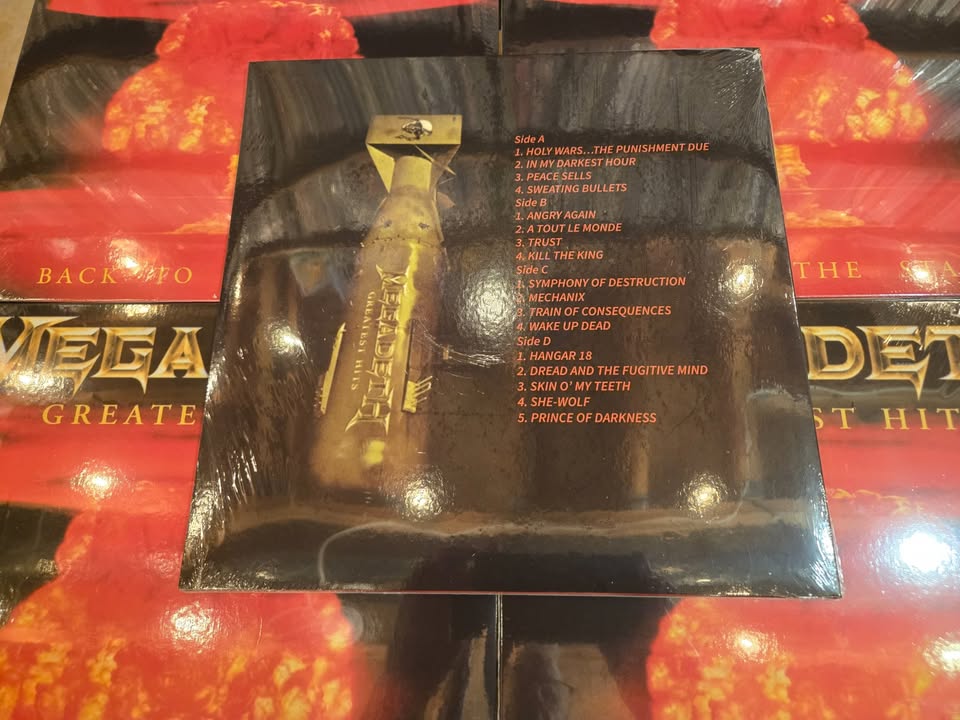 BACK TO
THE STA
MEGA
DET
GREATE
ST HIT
MEGADETH
GREATEST HITS
Side A
1. HOLY WARS...THE PUNISHMENT DUE
2. IN MY DARKEST HOUR
3. PEACE SELLS
4. SWEATING BULLETS
Side B
1. ANGRY AGAIN
2. A TOUT LE MONDE
3. TRUST
4. KILL THE KING
Side C
1. SYMPHONY OF DESTRUCTION
2. MECHANIX
3. TRAIN OF CONSEQUENCES
4. WAKE UP DEAD
Side D
1. HANGAR 18
2. DREAD AND THE FUGITIVE MIND
3. SKIN O' MY TEETH
4. SHE-WOLF
5. PRINCE OF DARKNESS